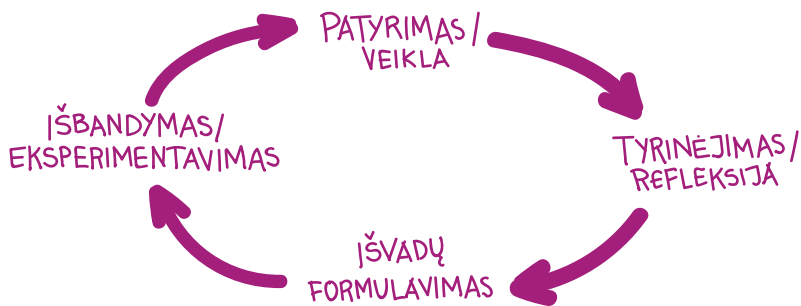 PATYRIMAS/
VEIKLA
TYRINĖJIMAS/
REFLEKSIJA
IŠVADŲ
FORMULAVIMAS
IŠBANDYMAS/
EKSPERIMENTAVIMAS